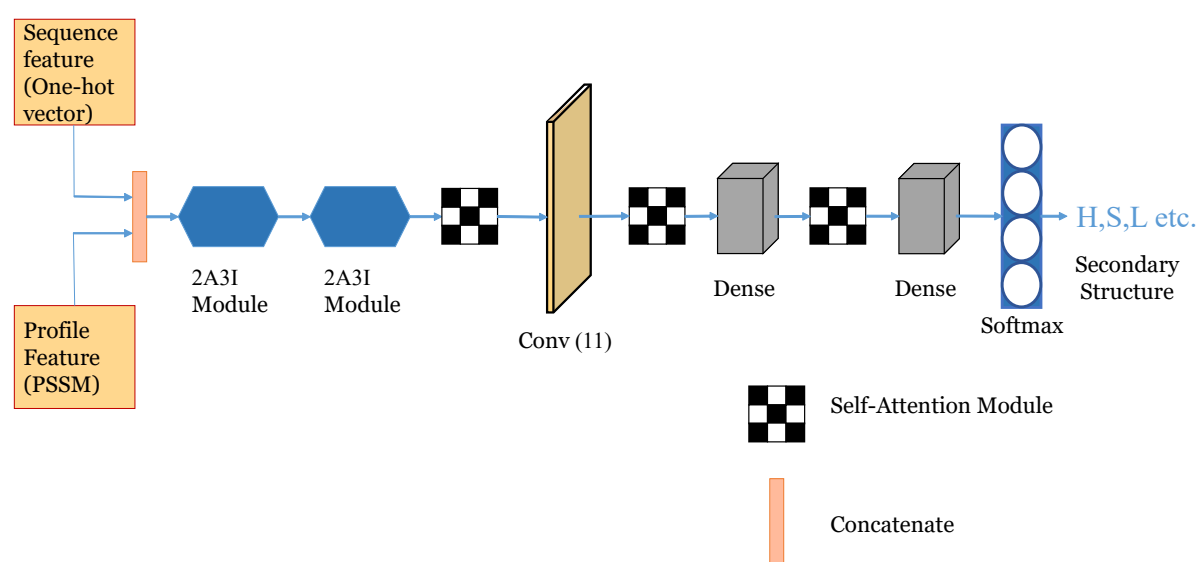 Sequence
feature
(One-hot
vector)
2A3I
Module
2A3I
Module
Conv (11)
Dense
Dense
Softmax
H,S,L etc.
Secondary
Structure
Profile
Feature
(PSSM)
Self-Attention Module
Concatenate